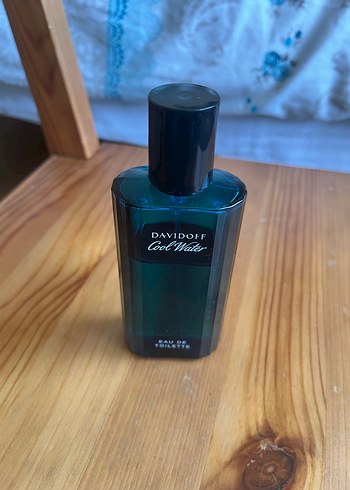 DAVIDOFF
Cool Water
EAU DE
TOILETTE